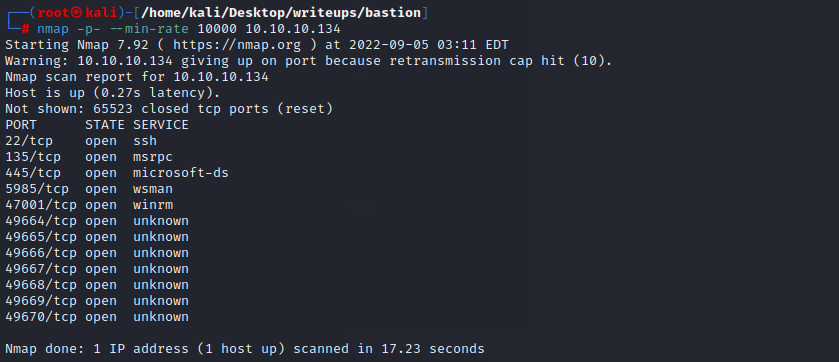 ┌──(root㉿kali)-[/home/kali/Desktop/writeups/bastion]
└─# nmap -p- --min-rate 10000 10.10.10.134
Starting Nmap 7.92 ( https://nmap.org ) at 2022-09-05 03:11 EDT
Warning: 10.10.10.134 giving up on port because retransmission cap hit (10).
Nmap scan report for 10.10.10.134
Host is up (0.27s latency).
Not shown: 65523 closed tcp ports (reset)
PORT      STATE SERVICE
22/tcp    open  ssh
135/tcp   open  msrpc
445/tcp   open  microsoft-ds
5985/tcp  open  wsman
47001/tcp open  winrm
49664/tcp open  unknown
49665/tcp open  unknown
49666/tcp open  unknown
49667/tcp open  unknown
49668/tcp open  unknown
49669/tcp open  unknown
49670/tcp open  unknown

Nmap done: 1 IP address (1 host up) scanned in 17.23 seconds